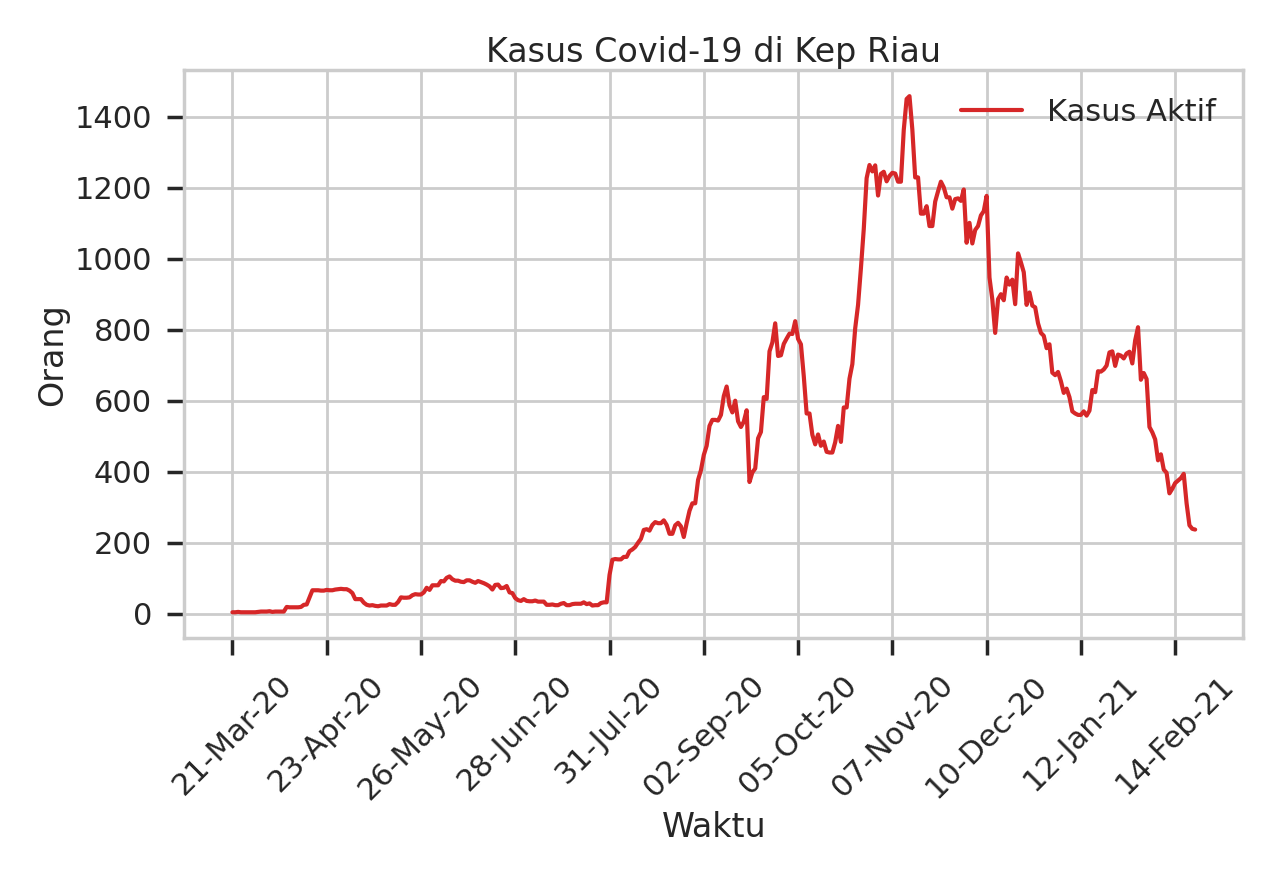 Kasus Covid-19 di Kep Riau
Kasus Aktif
1400
1200
1000
800
600
400
200
0
Orang
21-Mar-20
23-Apr-20
26-May-20
28-Jun-20
31-Jul-20
02-Sep-20
05-Oct-20
07-Nov-20
10-Dec-20
12-Jan-21
14-Feb-21
Waktu